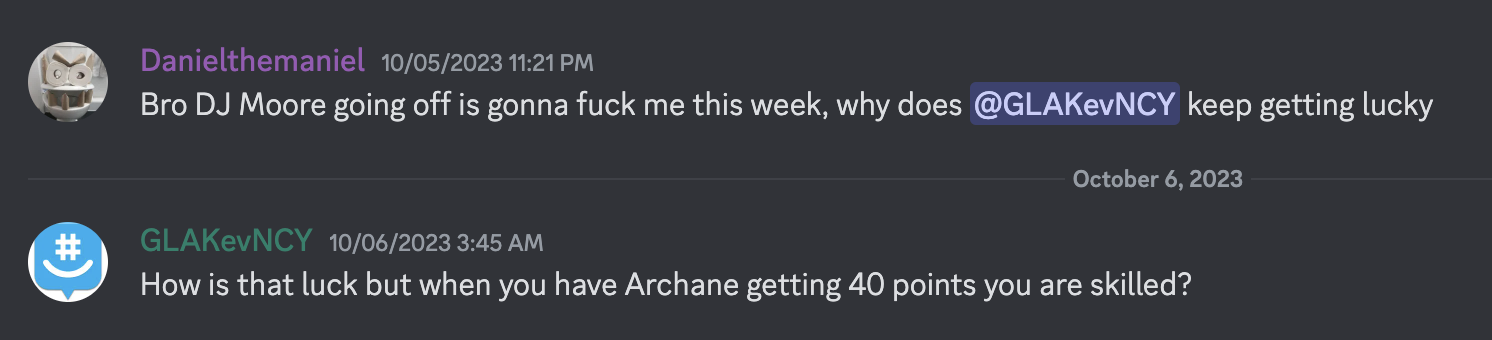 Danielthemaniel 10/05/2023 11:21 PM
Bro DJ Moore going off is gonna fuck me this week, why does @GLAKevNCY keep getting lucky
October 6, 2023
GLAKevNCY 10/06/2023 3:45 AM
How is that luck but when you have Archane getting 40 points you are skilled?